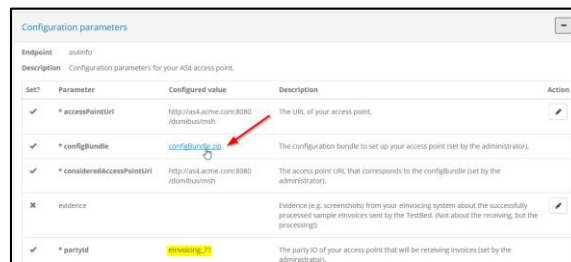 Configuration parameters
Endpoint as4info
Description Configuration parameters for your AS4 access point.
Set? Parameter Configured value Description Action
* accessPointUrl http://as4.acme.com:8080 The URL of your access point.
/domibus/msh
* configBundle configBundle.zip The configuration bundle to set up your access point (set by the administrator).
* consideredAccessPointUrl http://as4.acme.com:8080 The access point URL that corresponds to the configBundle (set by the
/domibus/msh administrator).
evidence Evidence (e.g. screenshots) from your eInvoicing system about the successfully
processed sample eInvoices sent by the TestBed. (Not about the receiving, but the
processing!)
* partyId eInvoicing_71 The party ID of your access point that will be receiving invoices (set by the
administrator).